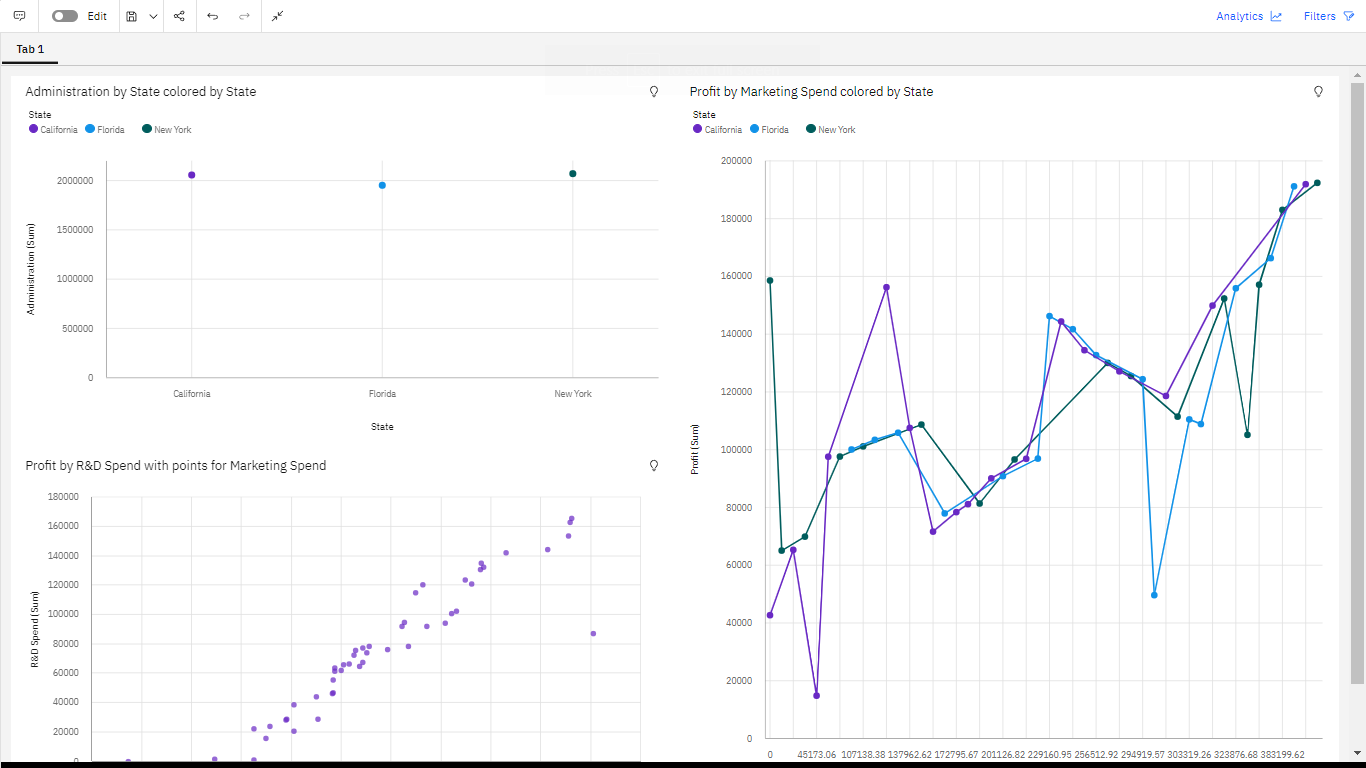 Edit
Analytics
Filters
Tab 1
Administration by State colored by State
State
California Florida New York
2000000
1500000
1000000
500000
0
Administration (Sum)
California Florida New York
State
Profit by R&D Spend with points for Marketing Spend
180000
160000
140000
120000
100000
80000
60000
40000
20000
R&D Spend (Sum)
Profit by Marketing Spend colored by State
State
California Florida New York
200000
180000
160000
140000
120000
100000
80000
60000
40000
20000
0
Profit (Sum)
0 45173.06 107138.38 137962.62 172795.67 201126.82 229160.95 256512.92 294919.57 303319.26 323876.68 383199.62